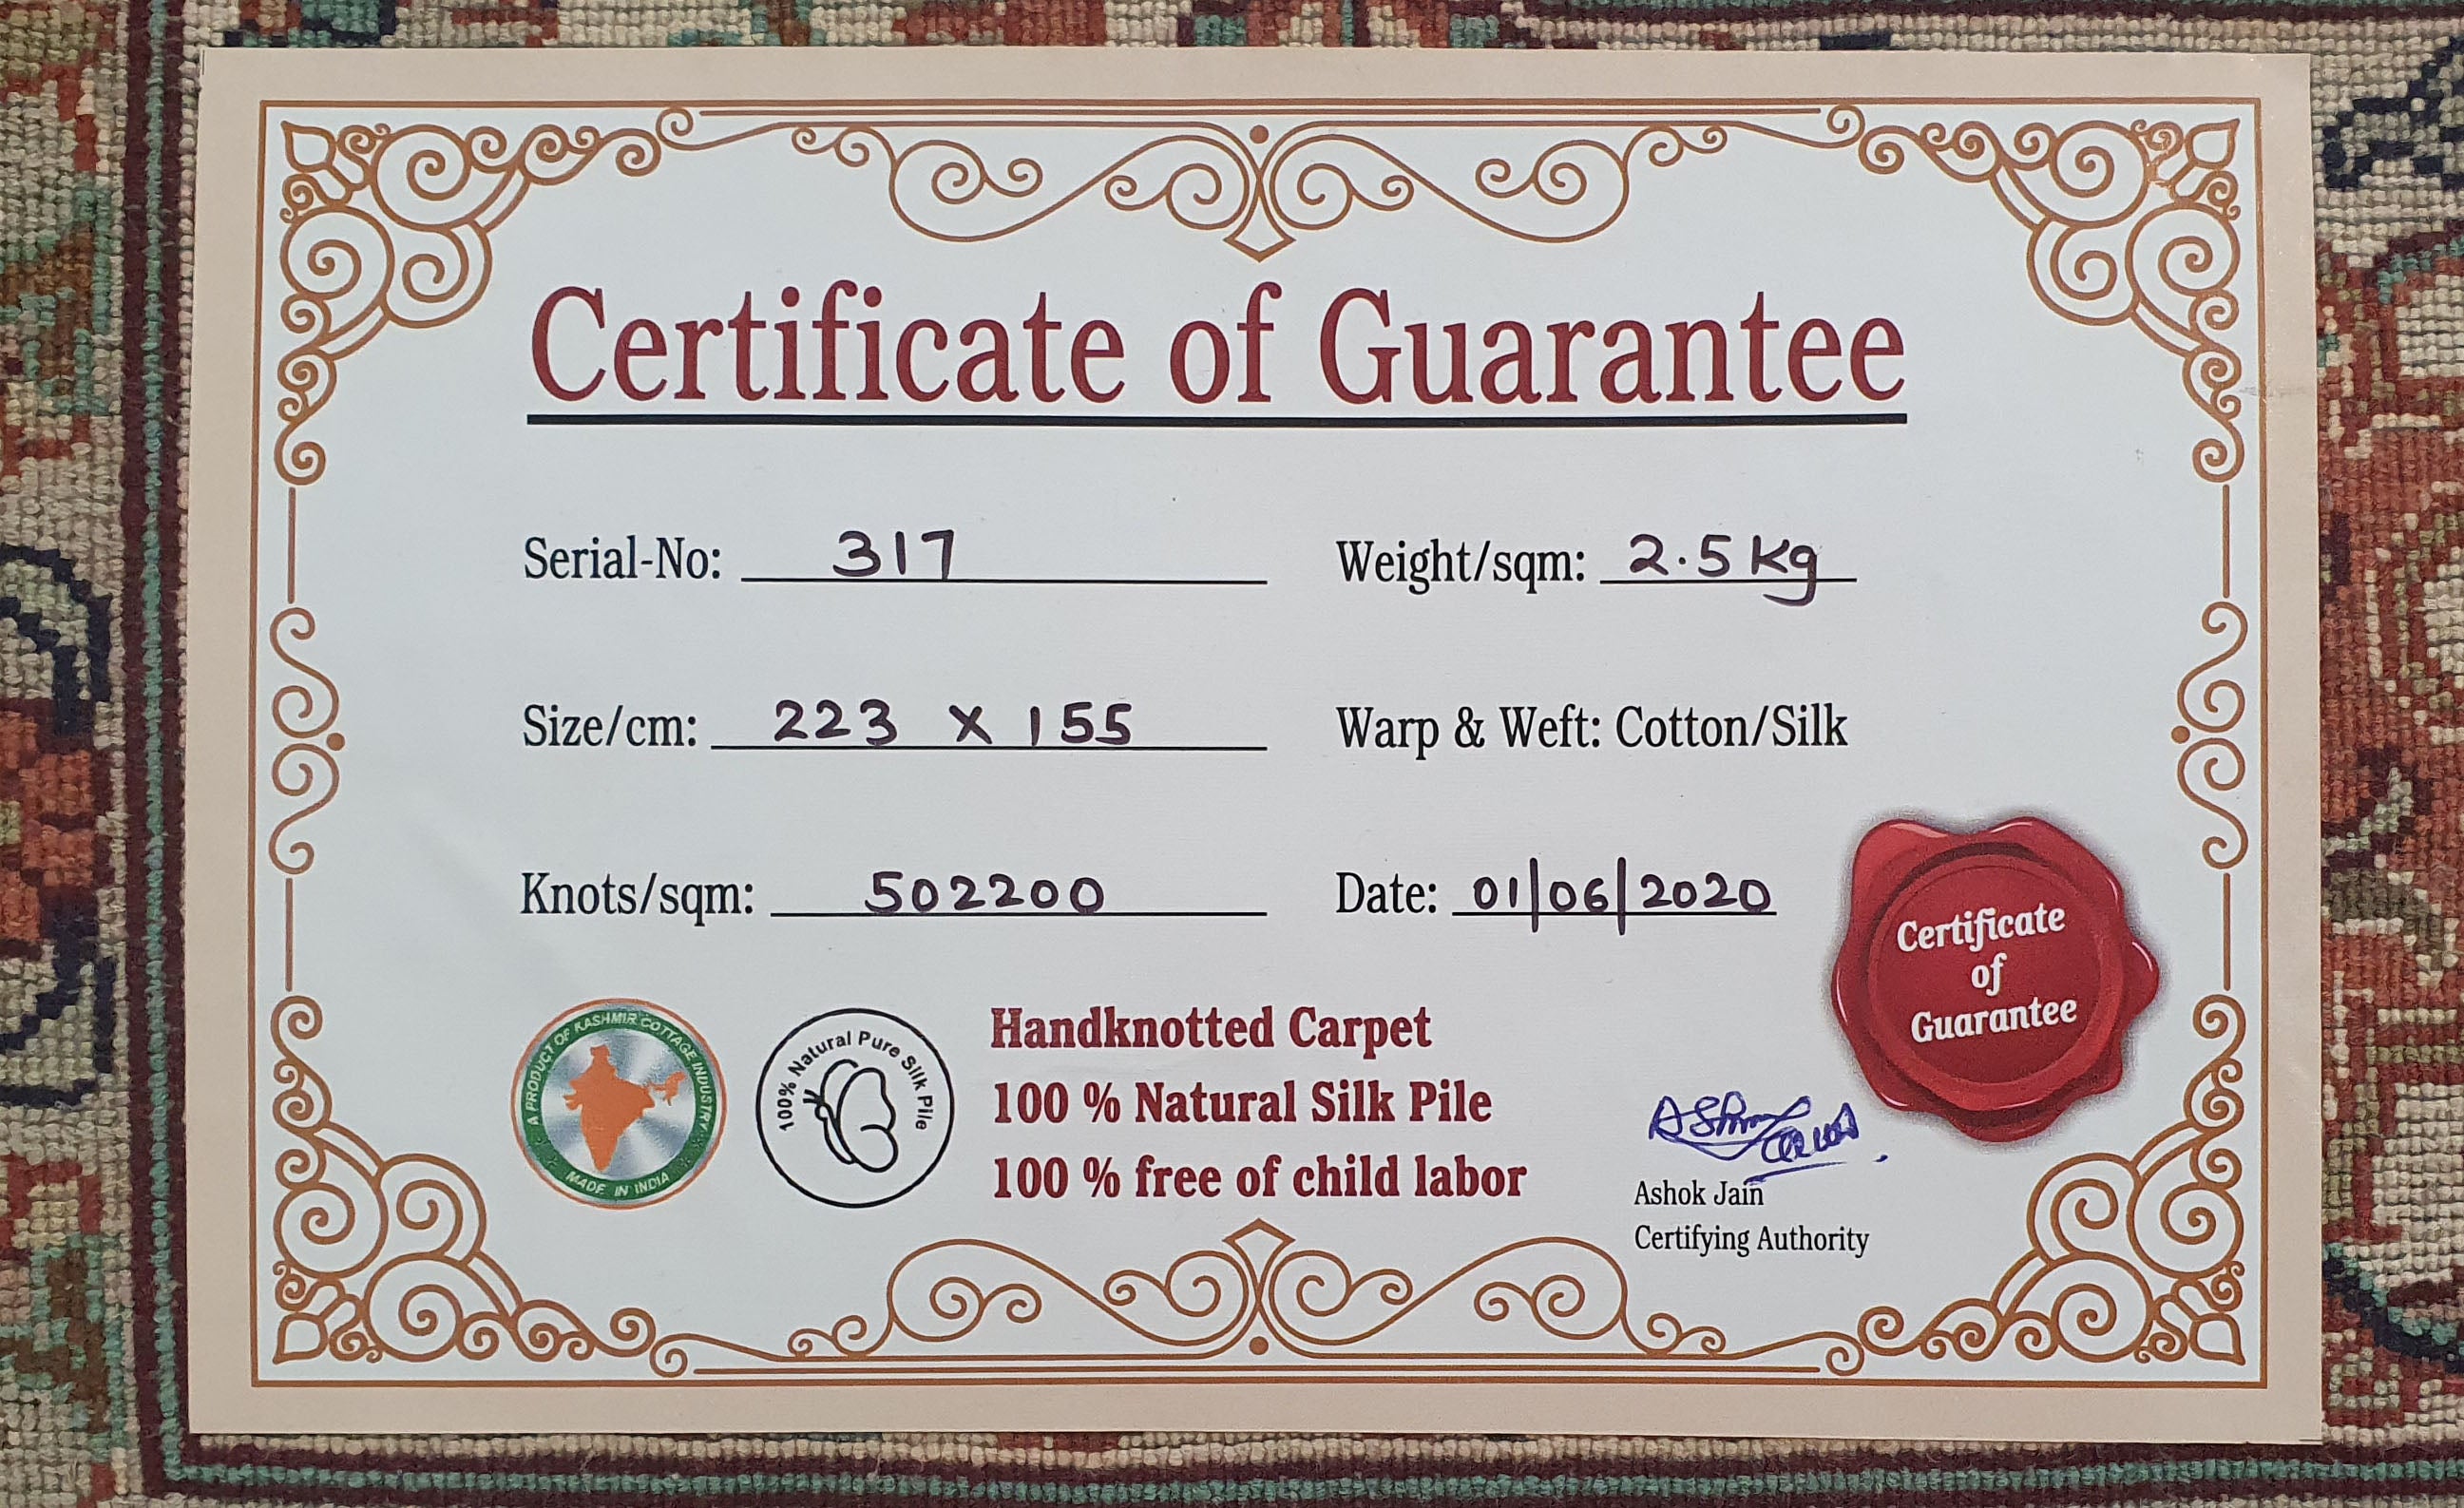 Certificate of Guarantee
Serial-No: 317
Weight/sqm: 2.5 Kg
Size/cm: 223 x 155
Warp & Weft: Cotton/Silk
Knots/sqm: 502200
Date: 01|06|2020
Certificate
of
Guarantee
A PRODUCT OF KASHMIR COTTAGE INDUSTRY
MADE IN INDIA
100% Natural Pure Silk Pile
Handknotted Carpet
100 % Natural Silk Pile
100 % free of child labor
Ashok Jain
Certifying Authority